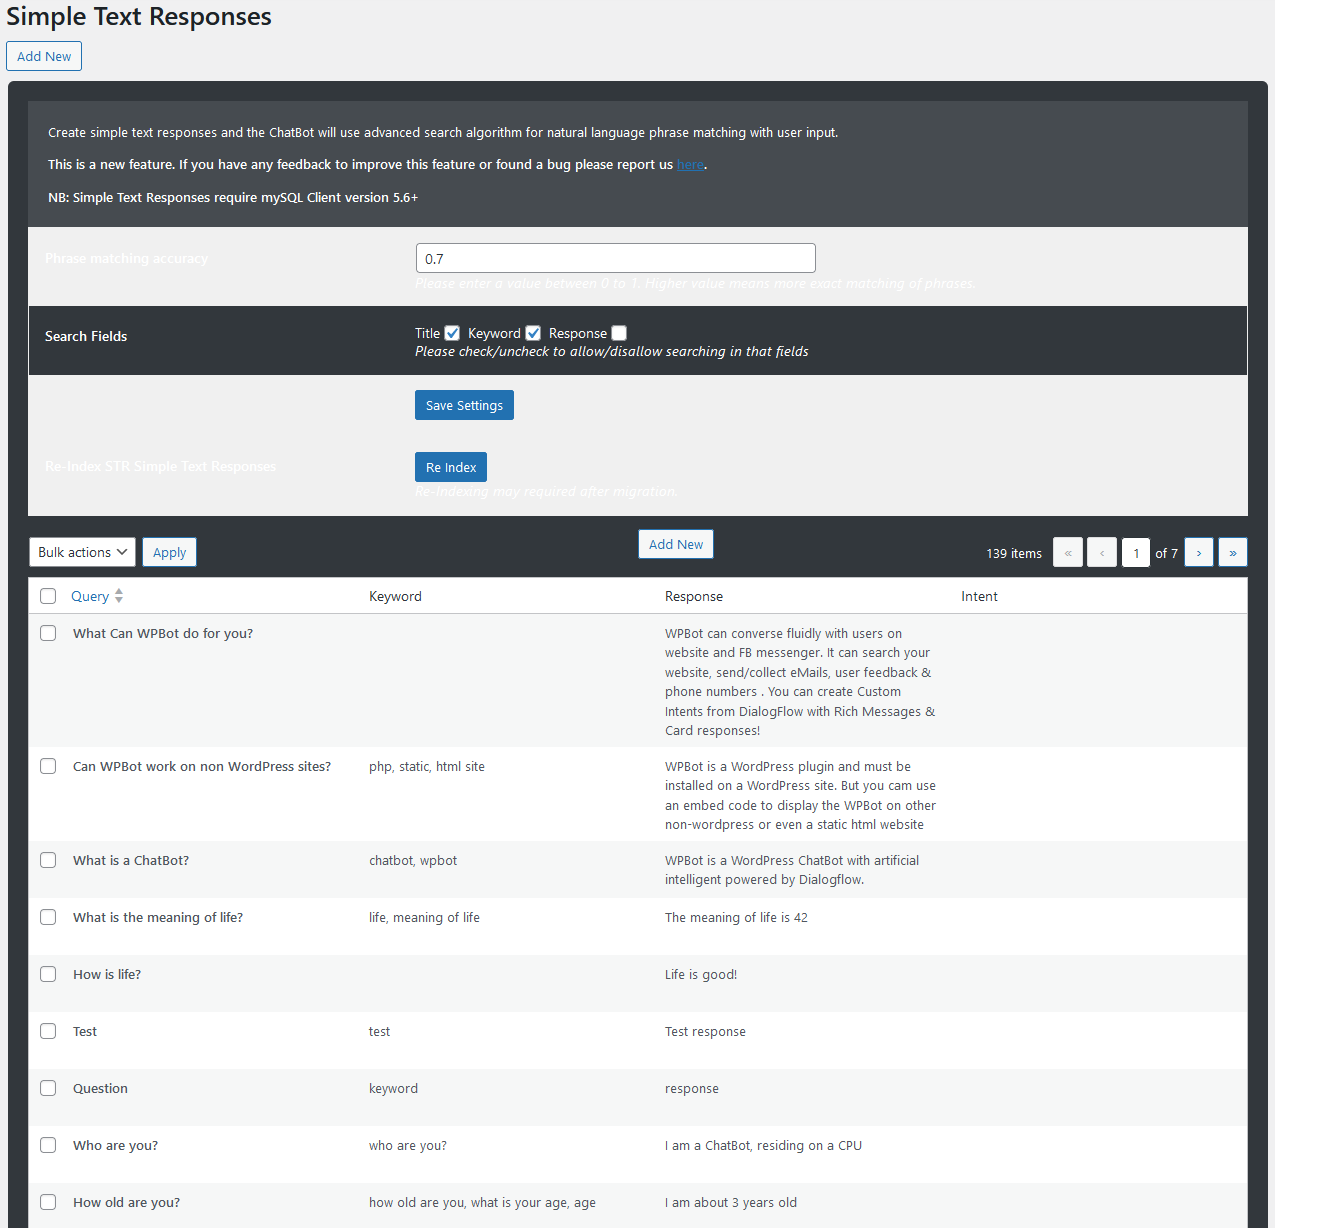 Simple Text Responses
Add New
Create simple text responses and the ChatBot will use advanced search algorithm for natural language phrase matching with user input.
This is a new feature. If you have any feedback to improve this feature or found a bug please report us here.
NB: Simple Text Responses require mySQL Client version 5.6+
Phrase matching accuracy
0.7
Please enter a value between 0 to 1. Higher value means more exact matching of phrases.
Search Fields
Title Keyword Response
Please check/uncheck to allow/disallow searching in that fields
Save Settings
Re-Index STR Simple Text Responses
Re Index
Re-Indexing may required after migration.
Bulk actions Apply Add New 139 items « ‹ 1 of 7 › »
Query Keyword Response Intent
What Can WPBot do for you?
WPBot can converse fluidly with users on
website and FB messenger. It can search your
website, send/collect eMails, user feedback &
phone numbers . You can create Custom
Intents from DialogFlow with Rich Messages &
Card responses!
Can WPBot work on non WordPress sites?
php, static, html site
WPBot is a WordPress plugin and must be
installed on a WordPress site. But you cam use
an embed code to display the WPBot on other
non-wordpress or even a static html website
What is a ChatBot?
chatbot, wpbot
WPBot is a WordPress ChatBot with artificial
intelligent powered by Dialogflow.
What is the meaning of life?
life, meaning of life
The meaning of life is 42
How is life?
Life is good!
Test
test
Test response
Question
keyword
response
Who are you?
who are you?
I am a ChatBot, residing on a CPU
How old are you?
how old are you, what is your age, age
I am about 3 years old